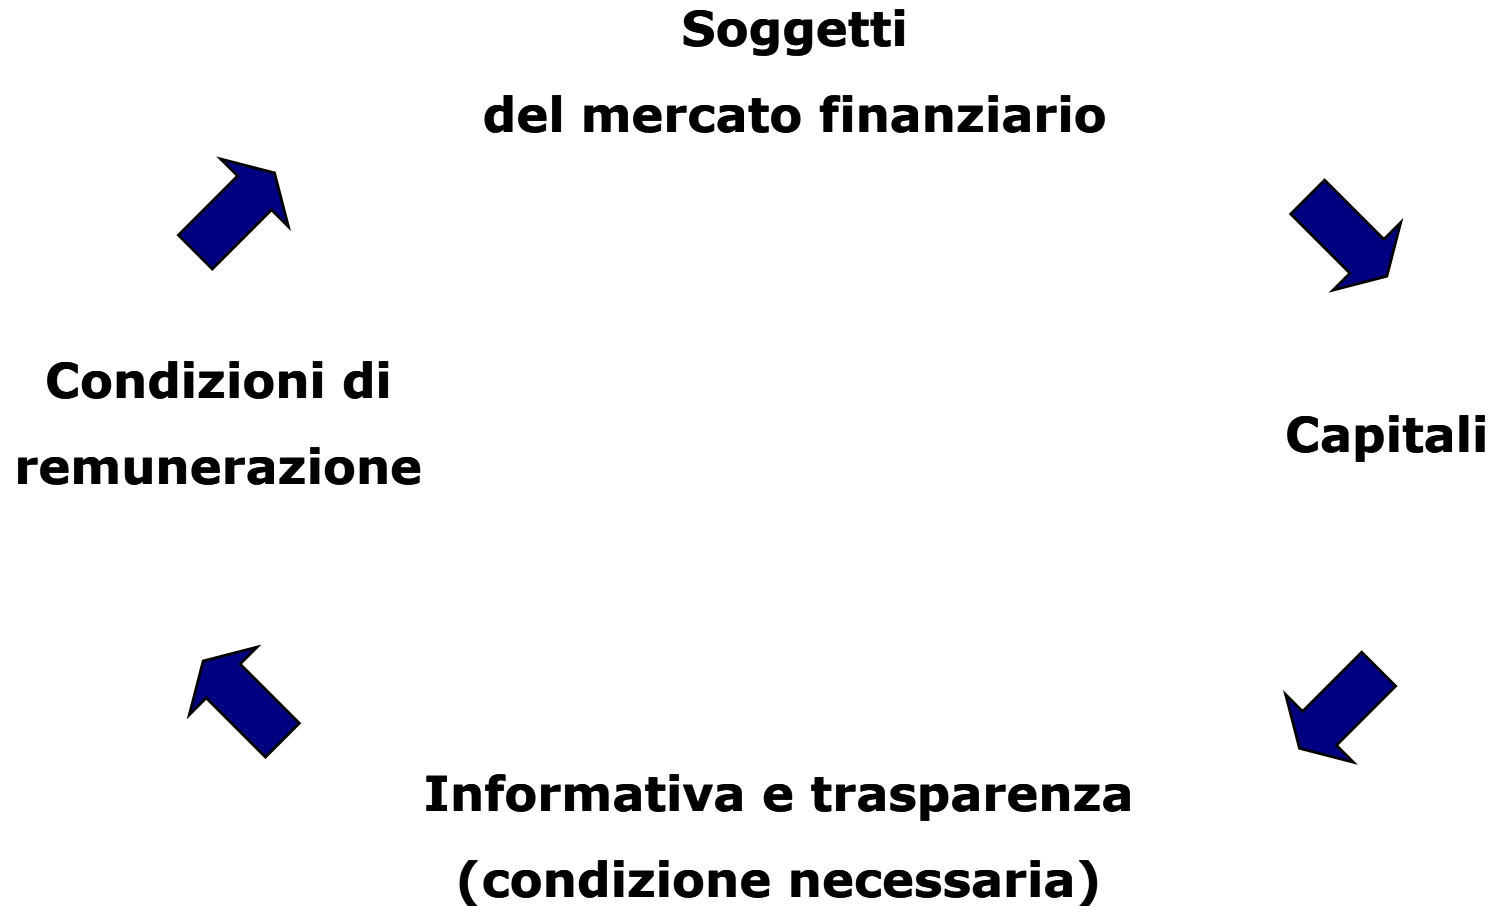 Soggetti
del mercato finanziario
Condizioni di
remunerazione
Capitali
Informativa e trasparenza
(condizione necessaria)